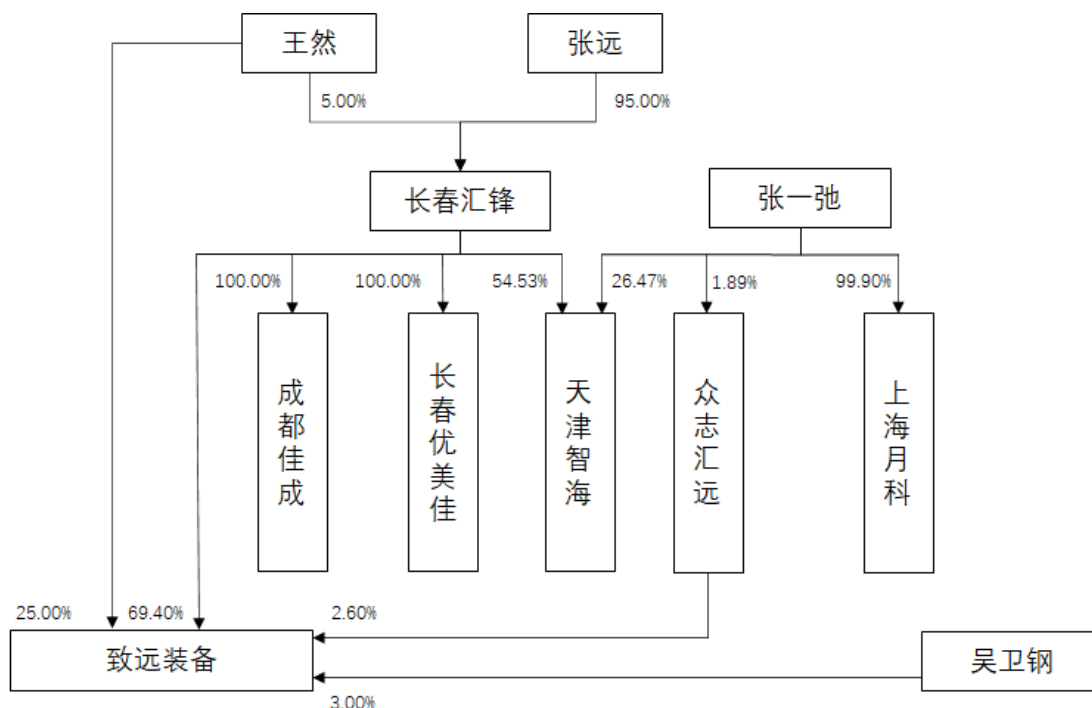 王然
张远
5.00%
95.00%
长春汇锋
张一弛
100.00%
100.00%
54.53%
26.47%
1.89%
99.90%
成都佳成
长春优美佳
天津智海
众志汇远
上海月科
25.00%
69.40%
2.60%
致远装备
吴卫钢
3.00%